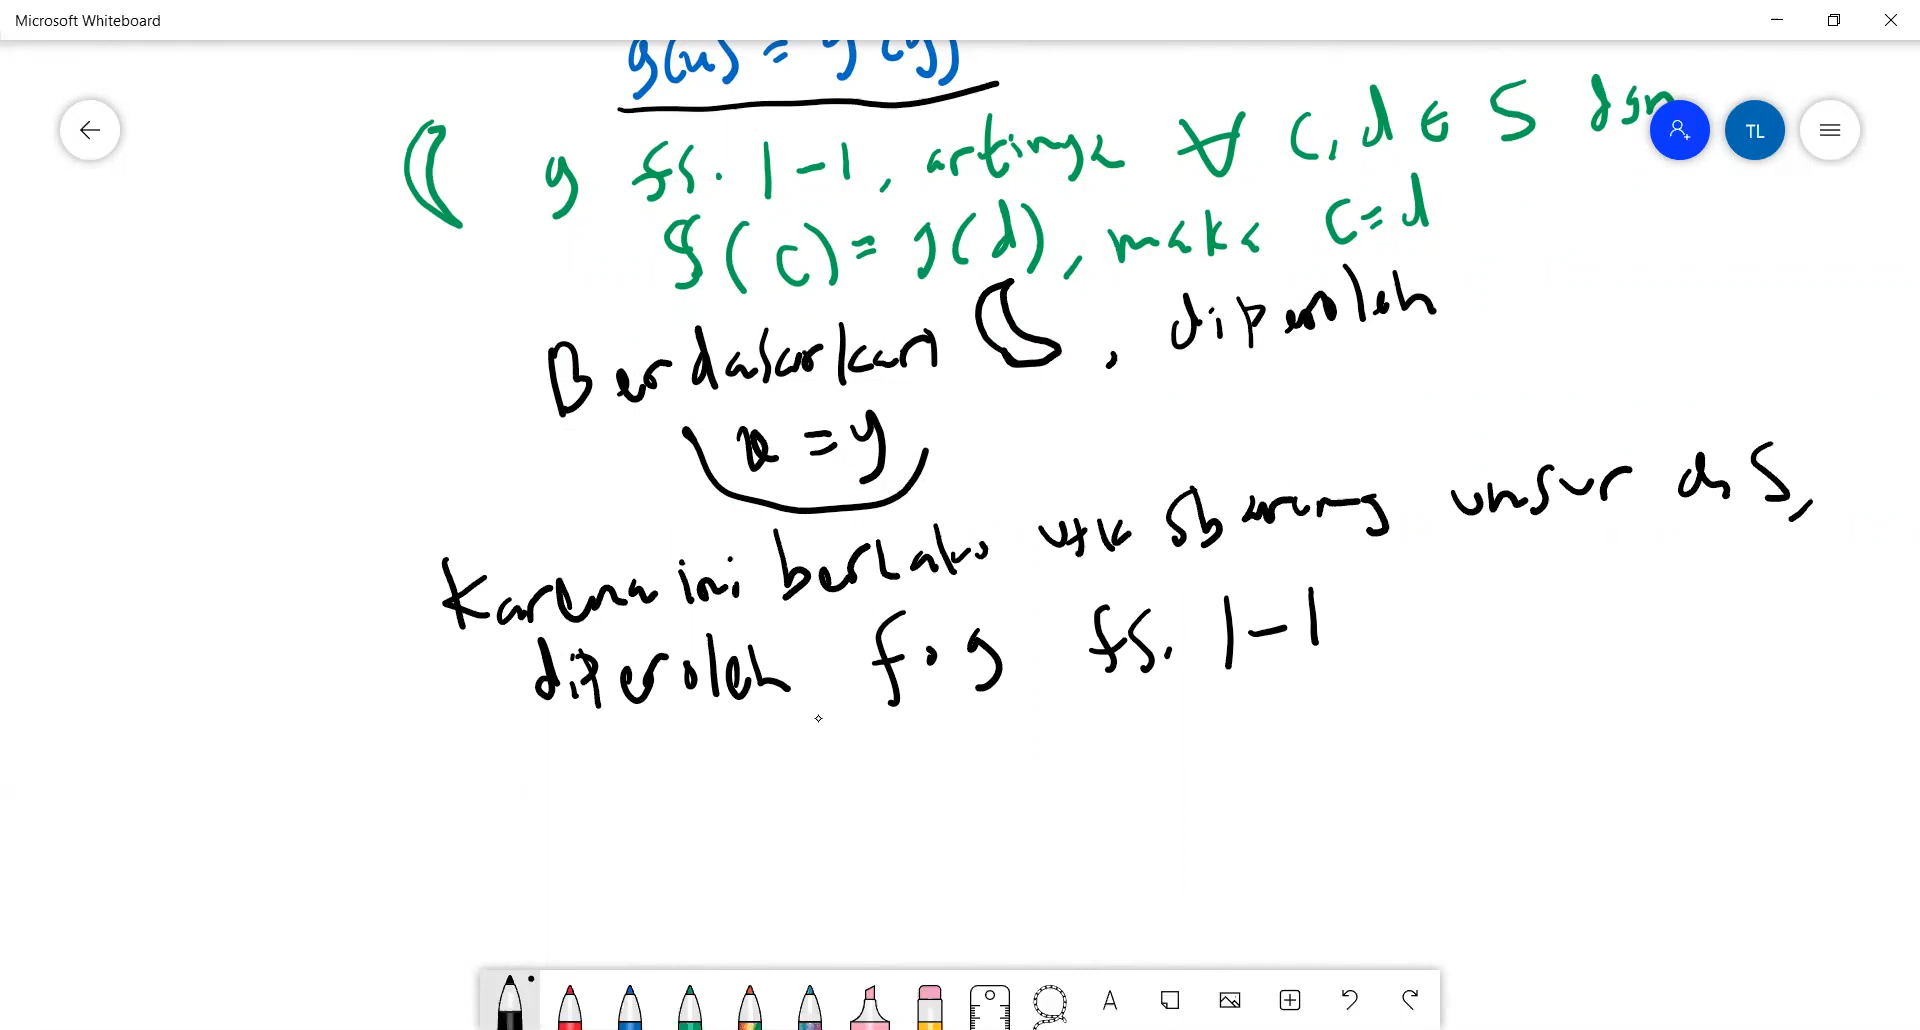 Microsoft Whiteboard
g(x) = g(y)
g fs. 1-1, artinya ∀ c, d ∈ S dgn
g(c) = g(d), maka c = d
Berdasarkan ☾, diperoleh
x = y
TL
Karena ini berlaku utk sbarang unsur di S,
diperoleh f∘g fs. 1-1
A